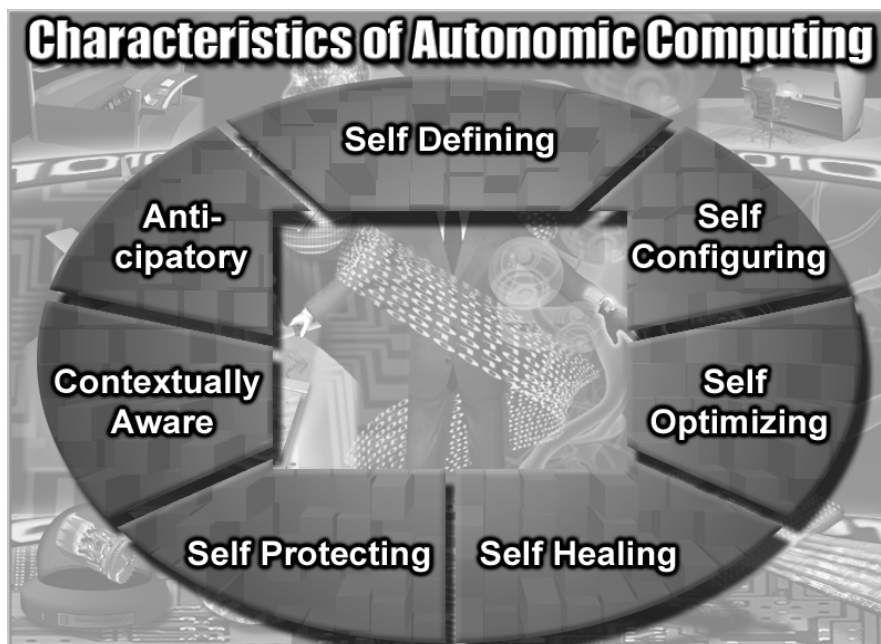 Characteristics of Autonomic Computing
Self Defining
Self
Configuring
Self
Optimizing
Self Healing
Self Protecting
Contextually
Aware
Anti-
cipatory